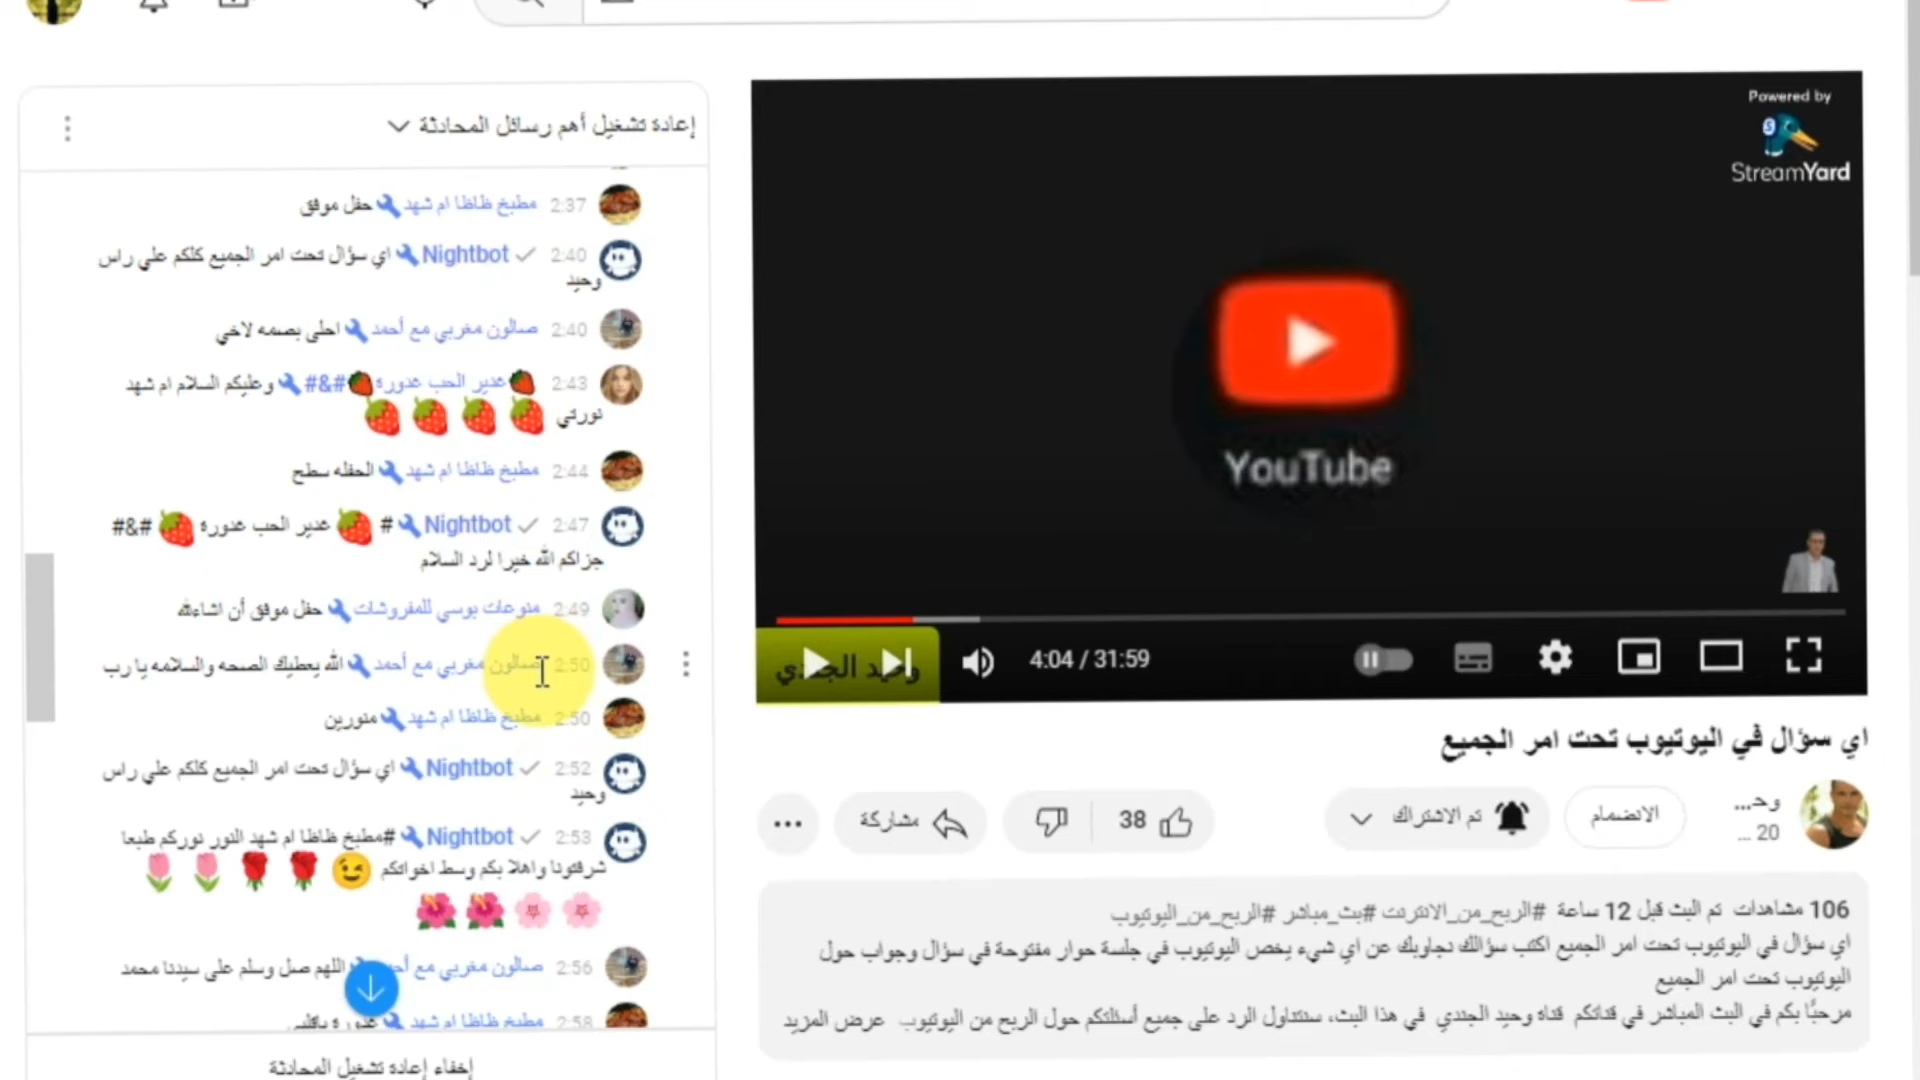 إعادة تشغيل أهم رسائل المحادثة
2:37 مطبخ ظاظا ام شهد حفل موفق
2:40 Nightbot اي سؤال تحت امر الجميع كلكم علي راس
وحيد
2:40 صالون مغربي مع أحمد احلى بصمه لاخي
2:43 🍓غدير الحب غدورة🍓#&# وعليكم السلام ام شهد
نورتي 🍓🍓🍓🍓
2:44 مطبخ ظاظا ام شهد الحفله سطح
2:47 Nightbot # 🍓 غدير الحب غدورة 🍓 #&#
جزاكم الله خيرا لرد السلام
2:49 منوعات بوسي للمفروشات حفل موفق أن اشاءلله
2:50 صالون مغربي مع أحمد الله يعطيك الصحه والسلامه يا رب
2:50 مطبخ ظاظا ام شهد منورين
2:52 Nightbot اي سؤال تحت امر الجميع كلكم علي راس
وحيد
2:53 Nightbot #مطبخ ظاظا ام شهد النور نوركم طبعا
شرفتونا واهلا بكم وسط اخواتكم 😉🌹🌹🌷🌷
🌸🌸🌺🌺
2:56 صالون مغربي مع اللهم صل وسلم على سيدنا محمد
2:58 مطبخ ظاظا ام شهد غدورة ياقلبي
إخفاء إعادة تشغيل المحادثة
Powered by
StreamYard
YouTube
وحيد الجندي
4:04 / 31:59
اي سؤال في اليوتيوب تحت امر الجميع
وحـ...
20 ...
الانضمام
تم الاشتراك
38
مشاركة
106 مشاهدات تم البث قبل 12 ساعة #الربح_من_الانترنت #بث_مباشر #الربح_من_اليوتيوب
اي سؤال في اليوتيوب تحت امر الجميع اكتب سؤالك نجاوبك عن اي شيء يخص اليوتيوب في جلسة حوار مفتوحة في سؤال وجواب حول
اليوتيوب تحت امر الجميع
مرحبًا بكم في البث المباشر في قناتكم قناة وحيد الجندي في هذا البث، سنتناول الرد على جميع أسئلتكم حول الربح من اليوتيوب عرض المزيد